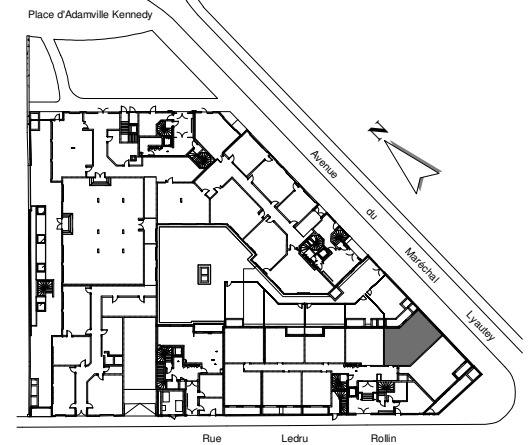 Place d'Adamville Kennedy
N
Avenue du Maréchal Lyautey
Rue Ledru Rollin